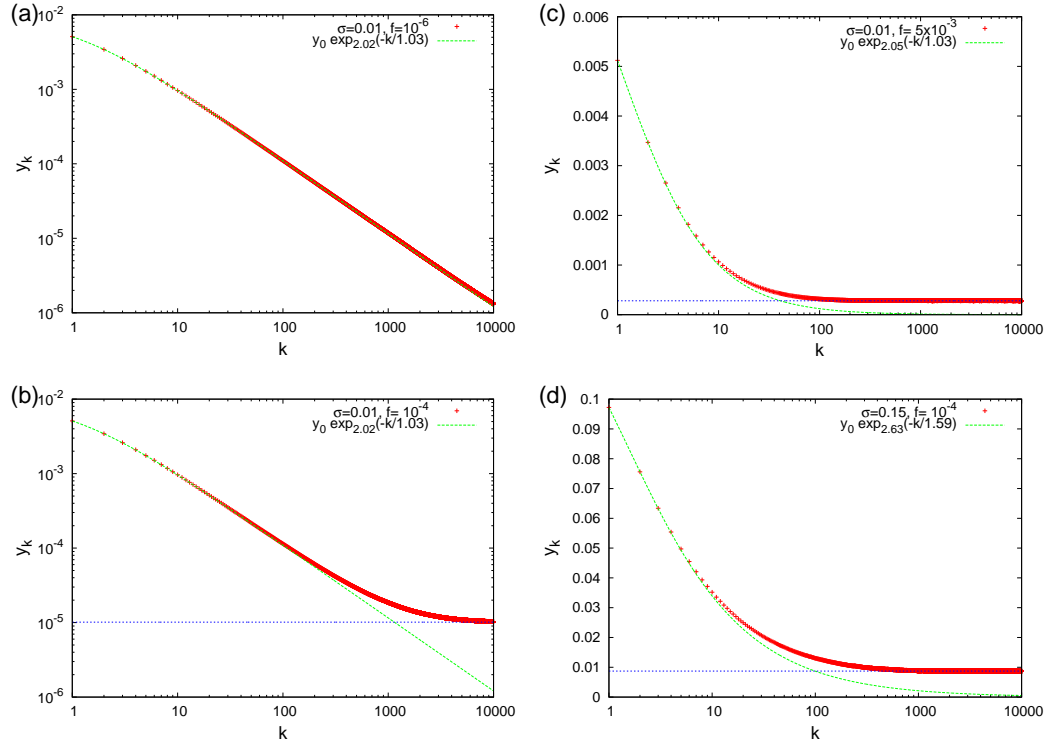 (a)
σ=0.01, f=10⁻⁶
y₀ exp₂.₀₂(-k/1.03)
10⁻²
10⁻³
10⁻⁴
10⁻⁵
10⁻⁶
yₖ
1 10 100 1000 10000
k
(c)
σ=0.01, f= 5x10⁻³
y₀ exp₂.₀₅(-k/1.03)
0.006
0.005
0.004
0.003
0.002
0.001
0
yₖ
1 10 100 1000 10000
k
(b)
σ=0.01, f= 10⁻⁴
y₀ exp₂.₀₂(-k/1.03)
10⁻²
10⁻³
10⁻⁴
10⁻⁵
10⁻⁶
yₖ
1 10 100 1000 10000
k
(d)
σ=0.15, f= 10⁻⁴
y₀ exp₂.₆₃(-k/1.59)
0.1
0.09
0.08
0.07
0.06
0.05
0.04
0.03
0.02
0.01
0
yₖ
1 10 100 1000 10000
k